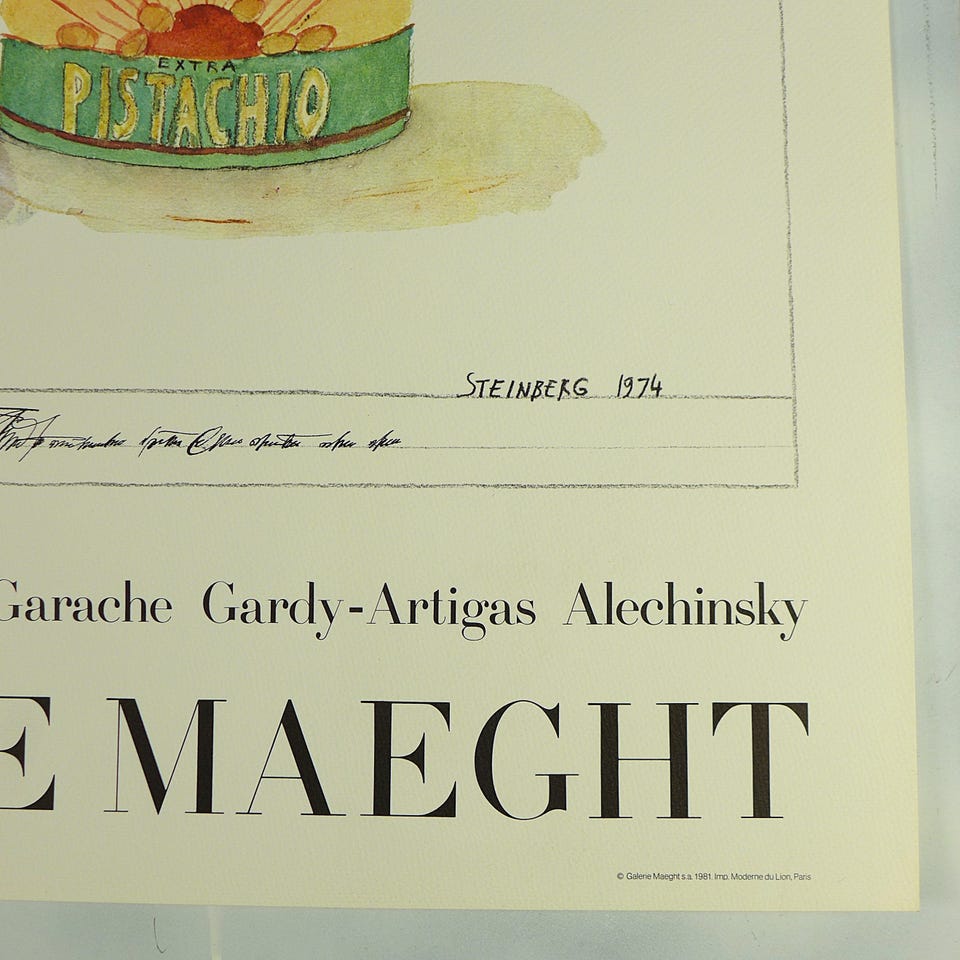 EXTRA
PISTACHIO
STEINBERG 1974
Garache Gardy-Artigas Alechinsky
E MAEGHT
© Galerie Maeght s.a. 1981. Imp. Moderne du Lion, Paris